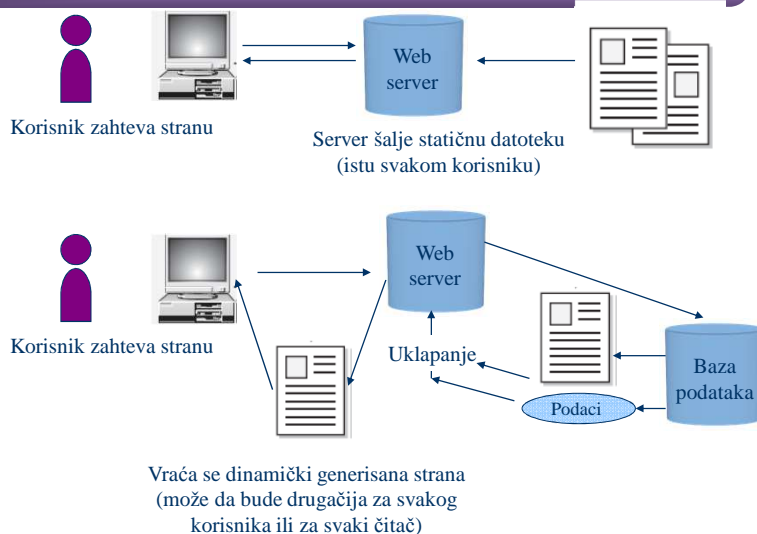 Web
server
Korisnik zahteva stranu
Server šalje statičnu datoteku
(istu svakom korisniku)
Web
server
Korisnik zahteva stranu
Uklapanje
Baza
podataka
Podaci
Vraća se dinamički generisana strana
(može da bude drugačija za svakog
korisnika ili za svaki čitač)